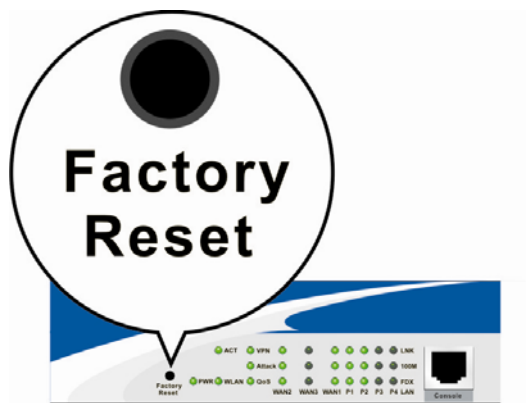 Factory
Reset
ACT VPN LNK
Attack 100M
Factory PWR WLAN QoS FDX
Reset WAN2 WAN3 WAN1 P1 P2 P3 P4 LAN
Console